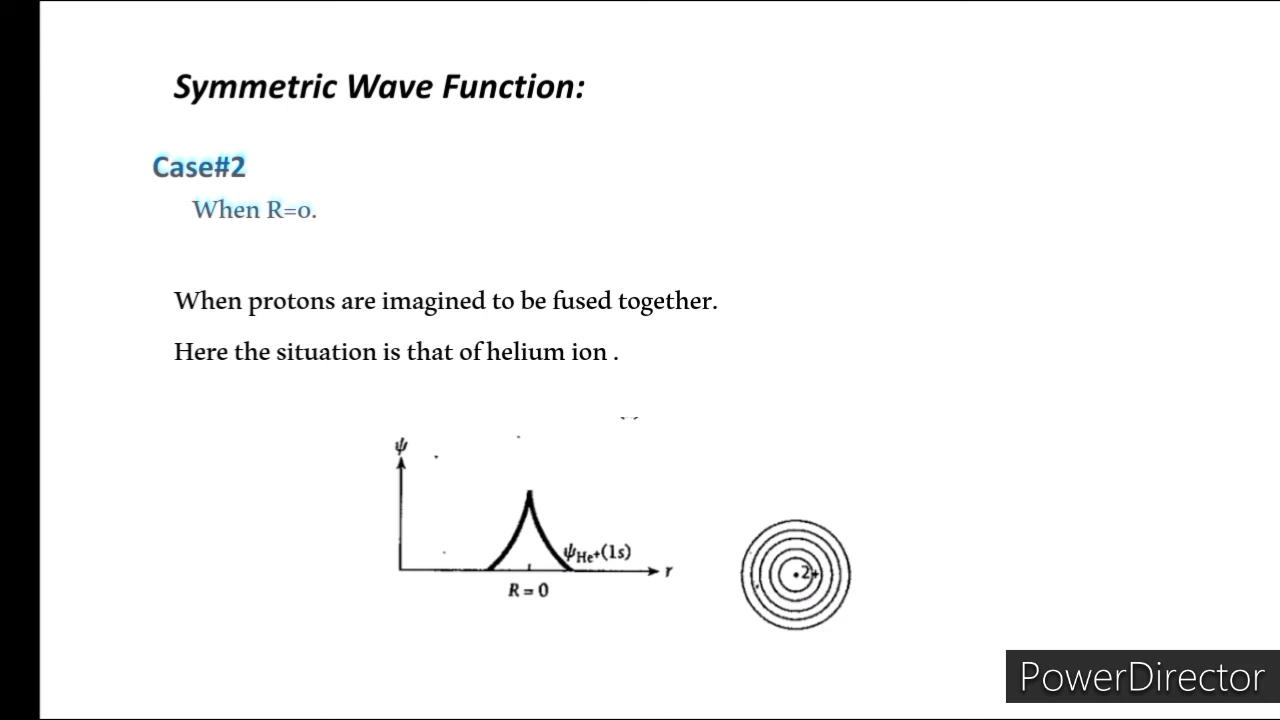 Symmetric Wave Function:
Case#2
When R=0.
When protons are imagined to be fused together.
Here the situation is that of helium ion .
ψ
ψHe+(1s)
r
R = 0
2+
PowerDirector